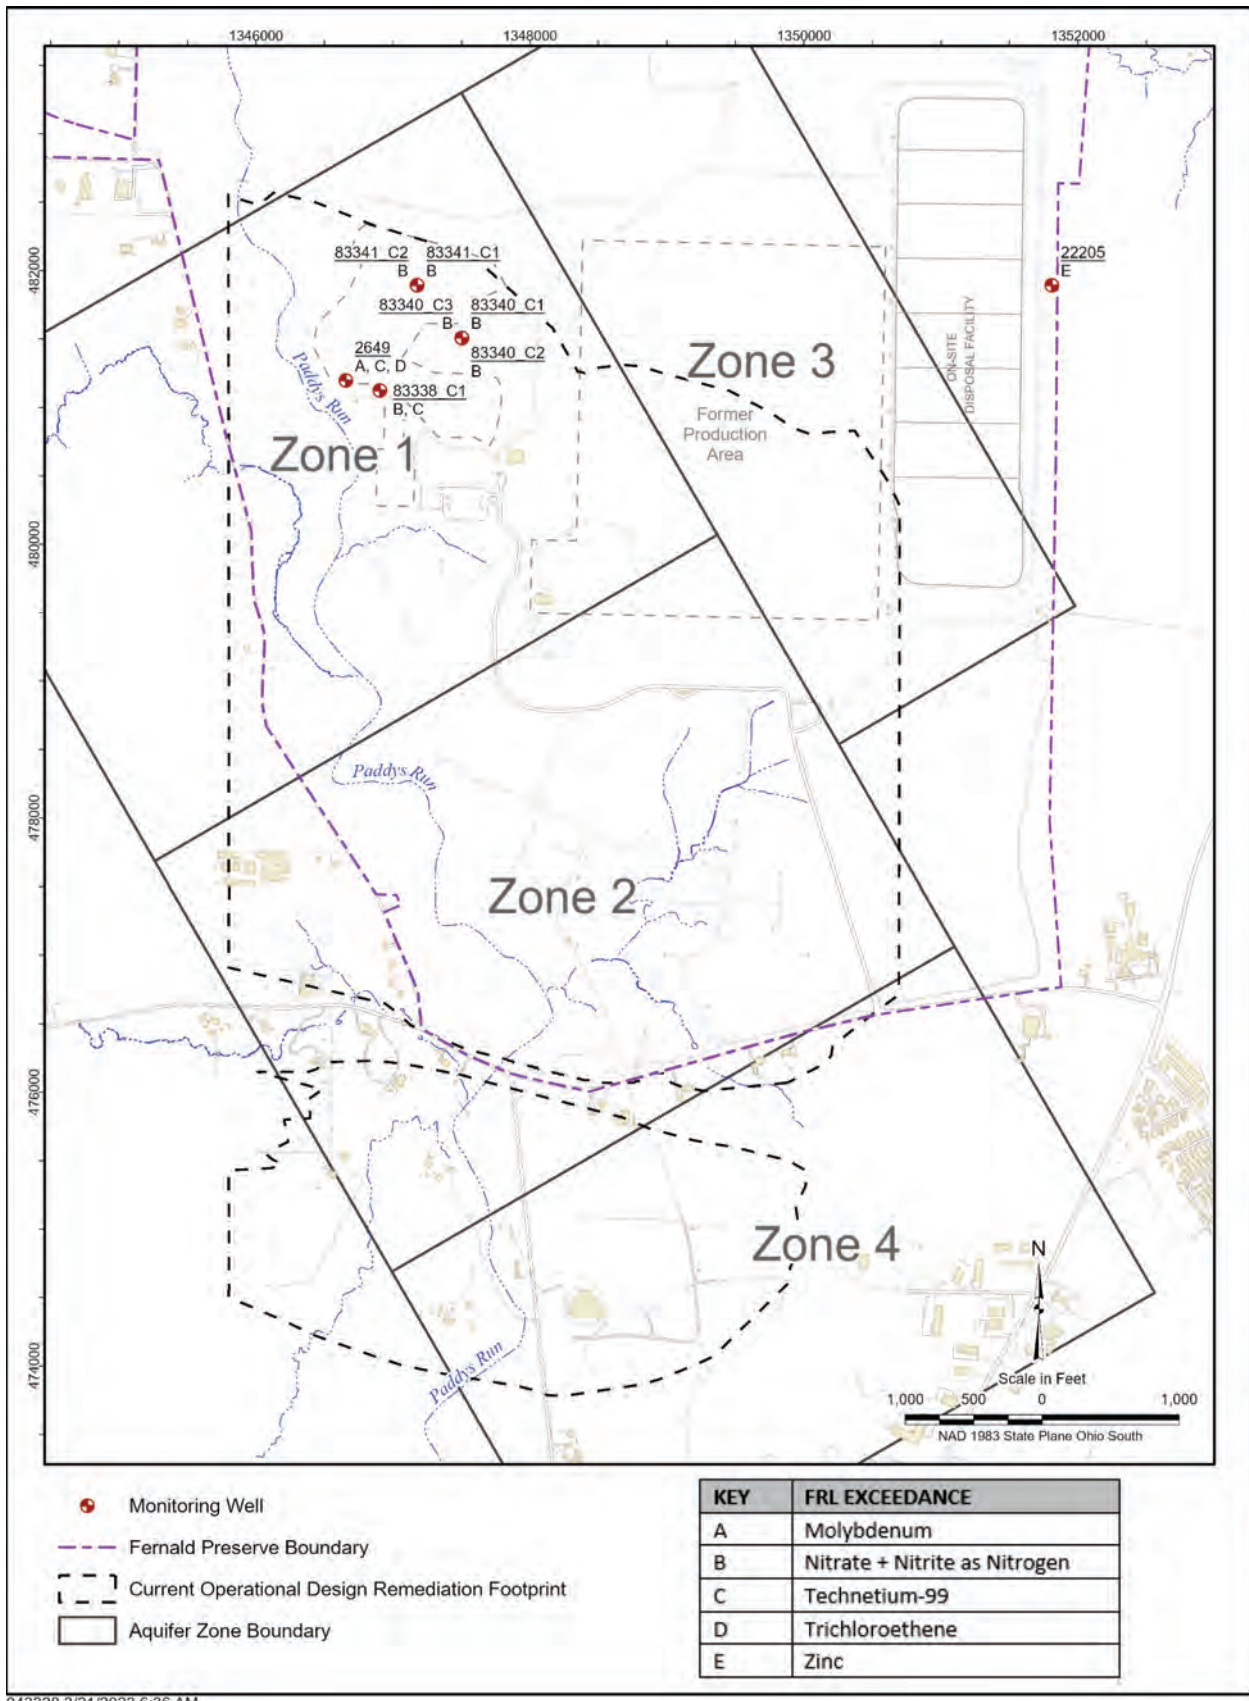 1346000
1348000
1350000
1352000
482000
480000
478000
476000
474000
83341_C2
B
83341_C1
B
83340_C3
B
83340_C1
B
83340_C2
B
2649
A, C, D
83338_C1
B, C
22205
E
Paddys Run
Zone 1
Zone 3
Former
Production
Area
ON-SITE
DISPOSAL FACILITY
Paddys Run
Zone 2
Zone 4
Paddys Run
N
Scale in Feet
1,000 500 0 1,000
NAD 1983 State Plane Ohio South
Monitoring Well
Fernald Preserve Boundary
Current Operational Design Remediation Footprint
Aquifer Zone Boundary
KEY FRL EXCEEDANCE
A Molybdenum
B Nitrate + Nitrite as Nitrogen
C Technetium-99
D Trichloroethene
E Zinc